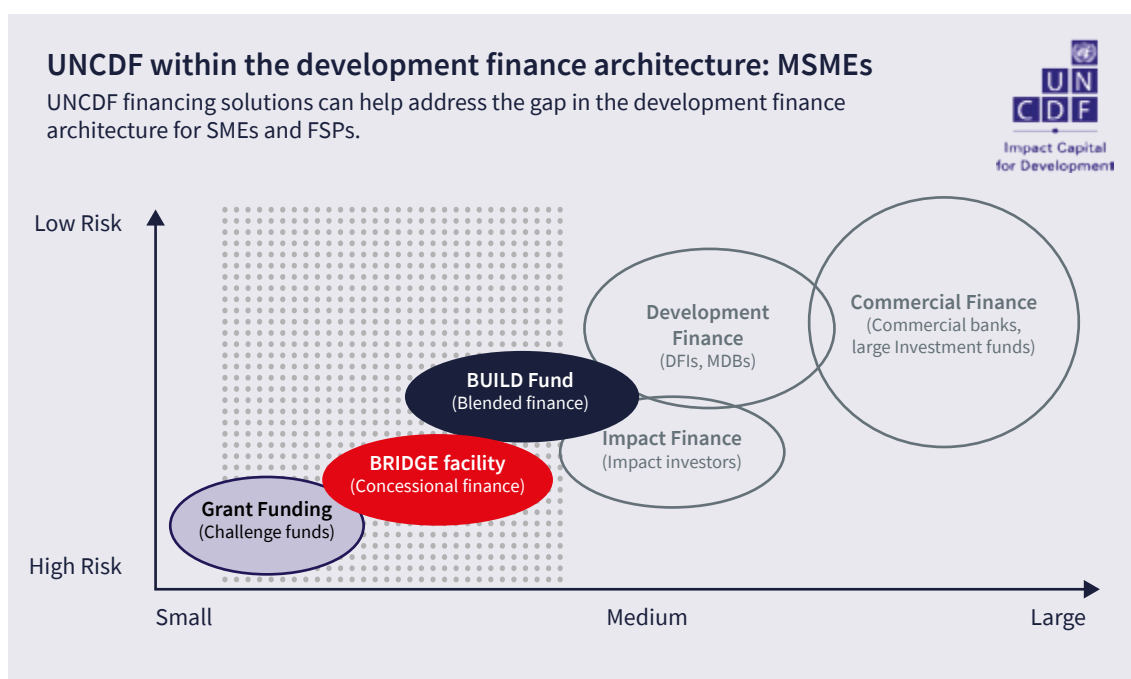 UNCDF within the development finance architecture: MSMEs
UNCDF financing solutions can help address the gap in the development finance
architecture for SMEs and FSPs.
U N
C D F
Impact Capital
for Development
Low Risk
Commercial Finance
(Commercial banks,
large Investment funds)
Development
Finance
(DFIs, MDBs)
BUILD Fund
(Blended finance)
Impact Finance
(Impact investors)
BRIDGE facility
(Concessional finance)
Grant Funding
(Challenge funds)
High Risk
Small
Medium
Large